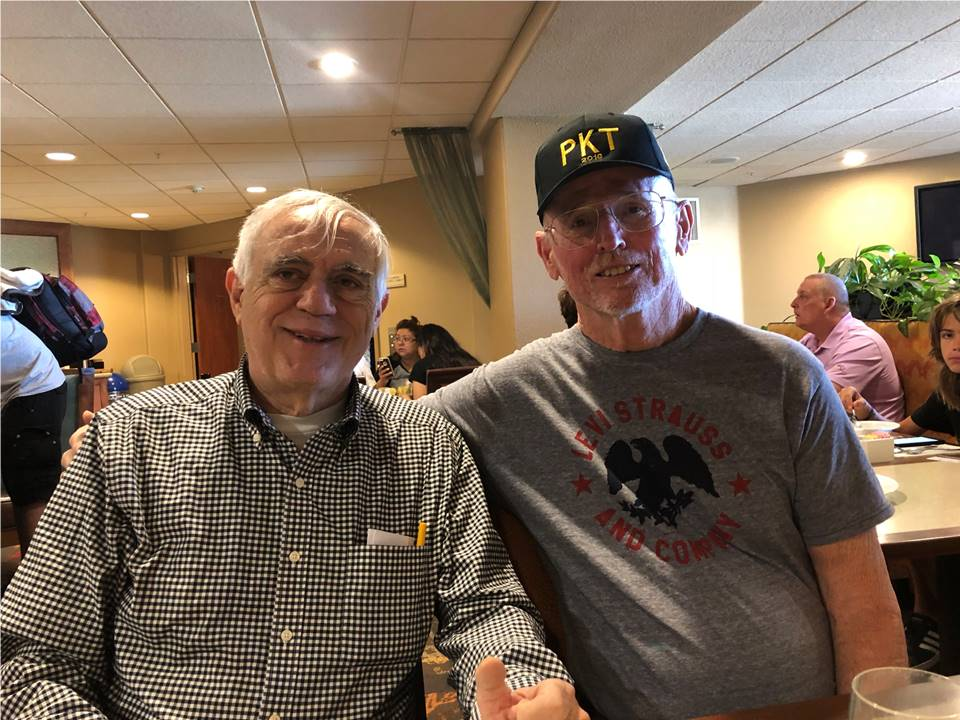 PKT
2010
LEVI STRAUSS
AND COMPANY